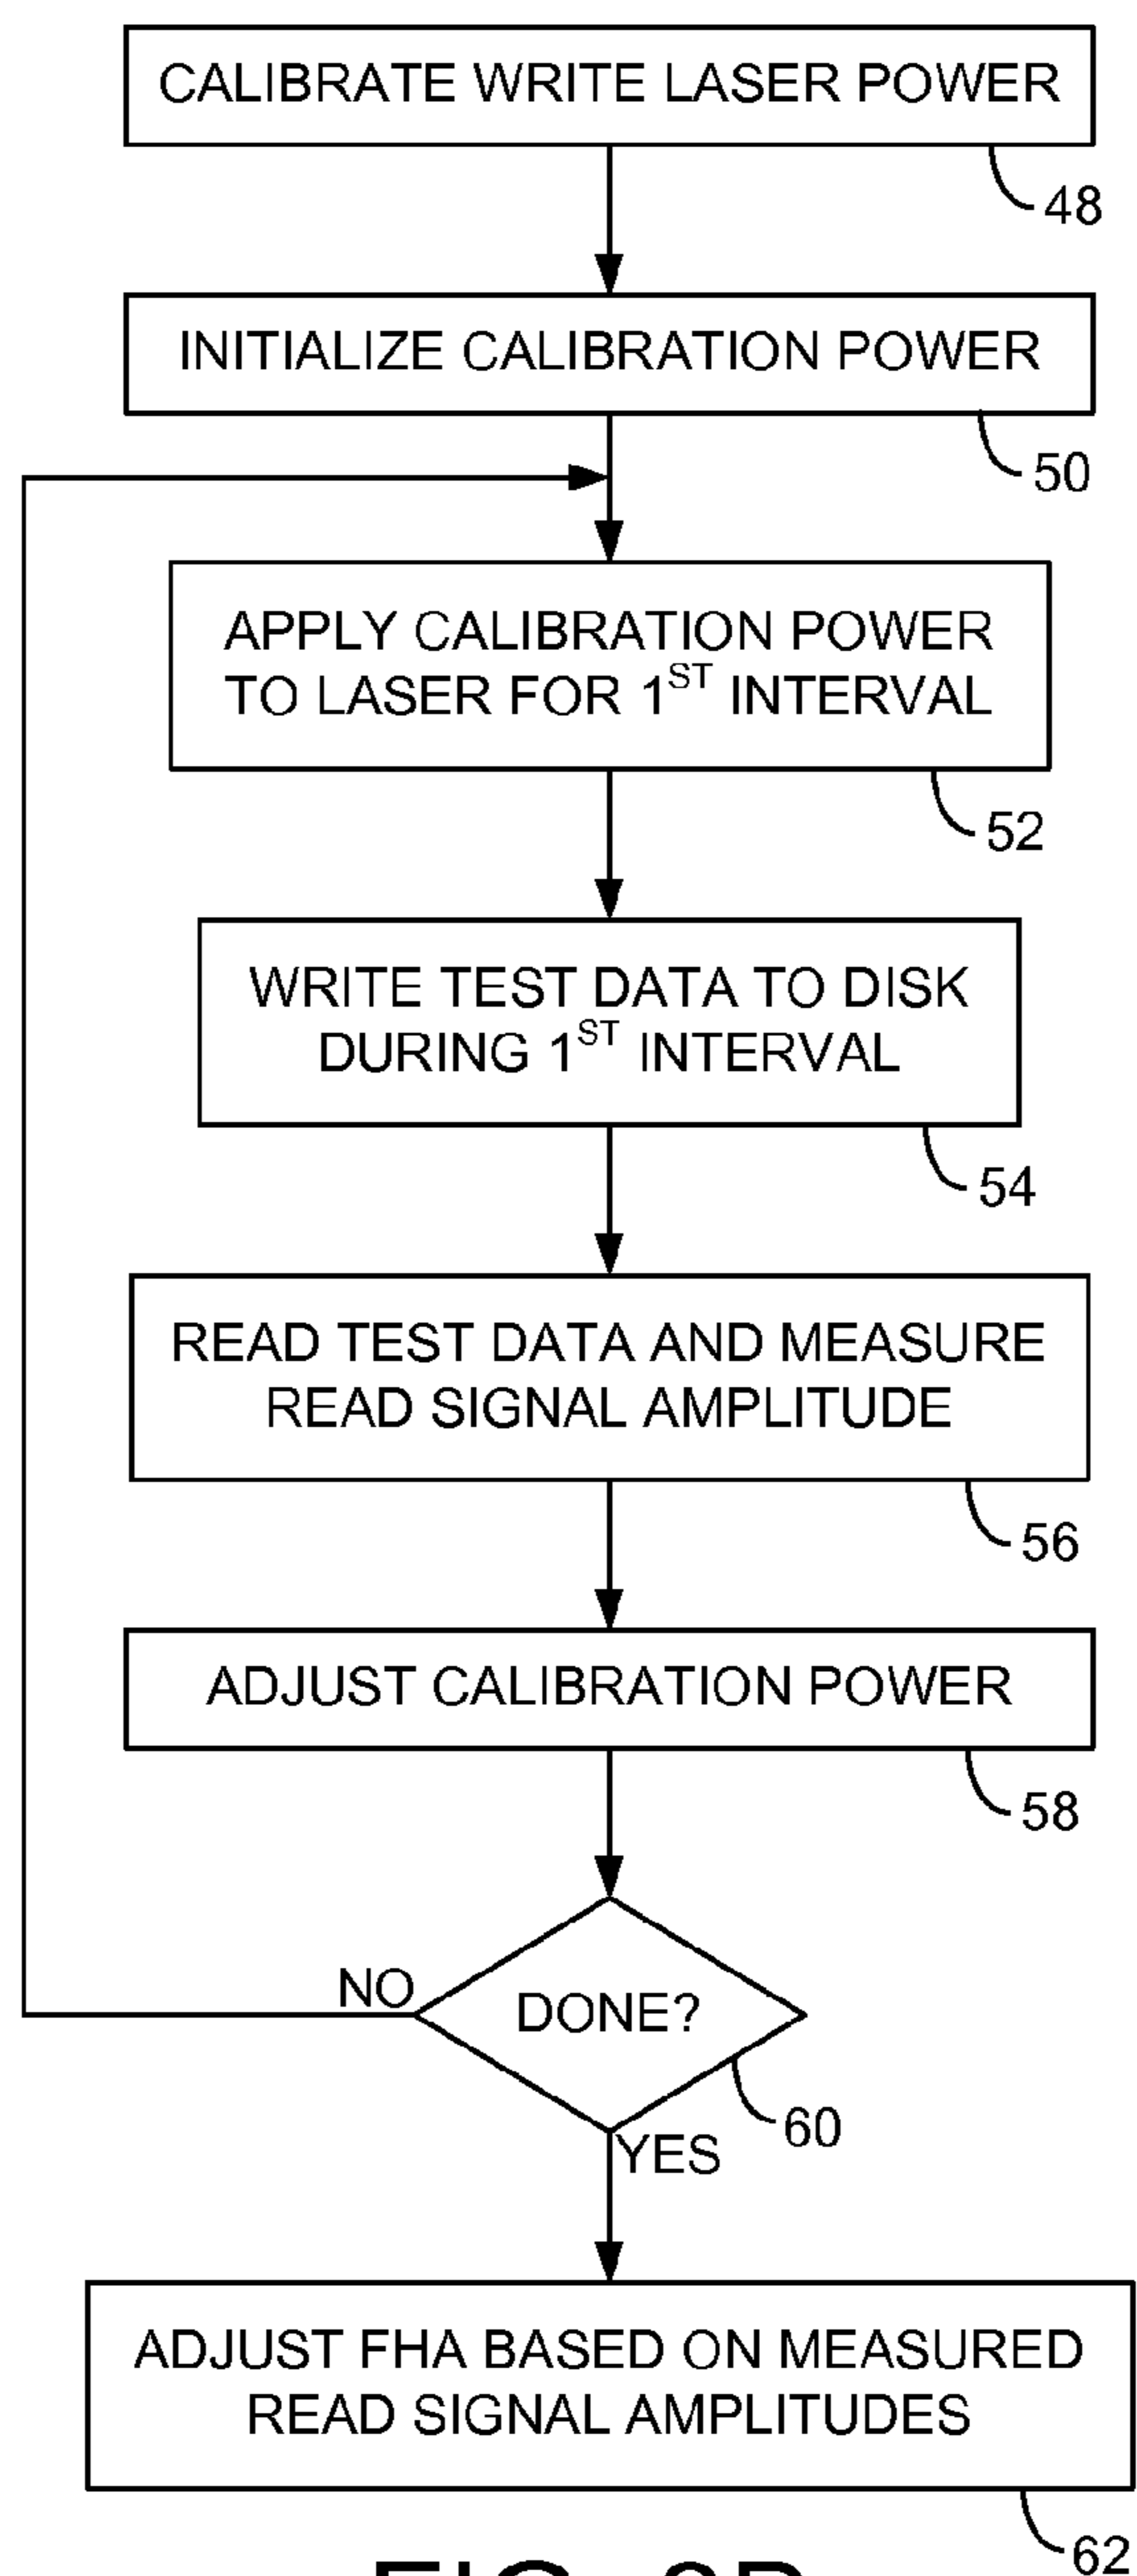 CALIBRATE WRITE LASER POWER
48
INITIALIZE CALIBRATION POWER
50
APPLY CALIBRATION POWER
TO LASER FOR 1ST INTERVAL
52
WRITE TEST DATA TO DISK
DURING 1ST INTERVAL
54
READ TEST DATA AND MEASURE
READ SIGNAL AMPLITUDE
56
ADJUST CALIBRATION POWER
58
NO
DONE?
60
YES
ADJUST FHA BASED ON MEASURED
READ SIGNAL AMPLITUDES
62
FIG.